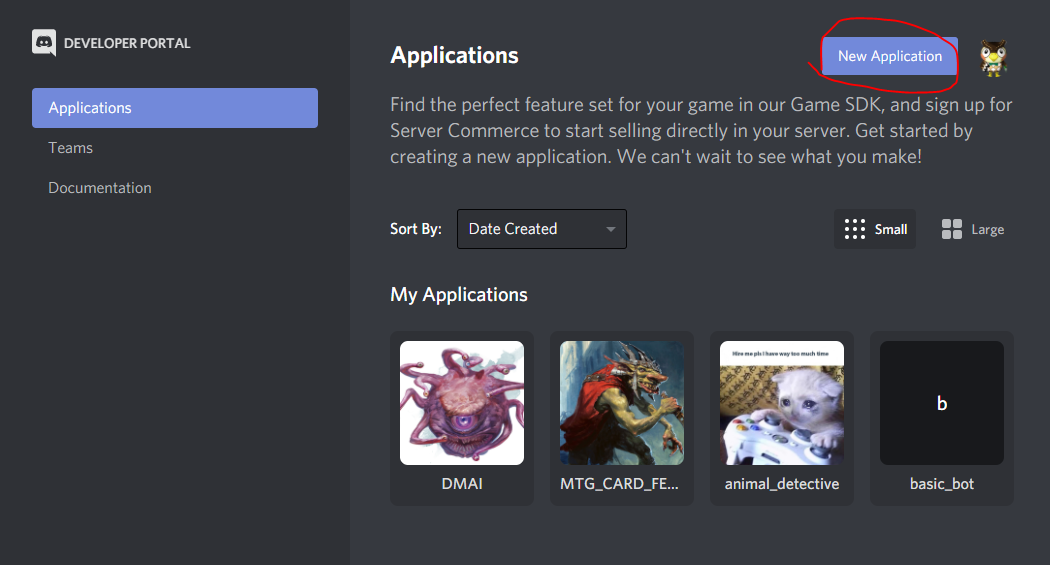 DEVELOPER PORTAL
Applications
Teams
Documentation
Applications
New Application
Find the perfect feature set for your game in our Game SDK, and sign up for
Server Commerce to start selling directly in your server. Get started by
creating a new application. We can't wait to see what you make!
Sort By:
Date Created
Small
Large
My Applications
Hire me pls I have way too much time
b
DMAI
MTG_CARD_FE...
animal_detective
basic_bot